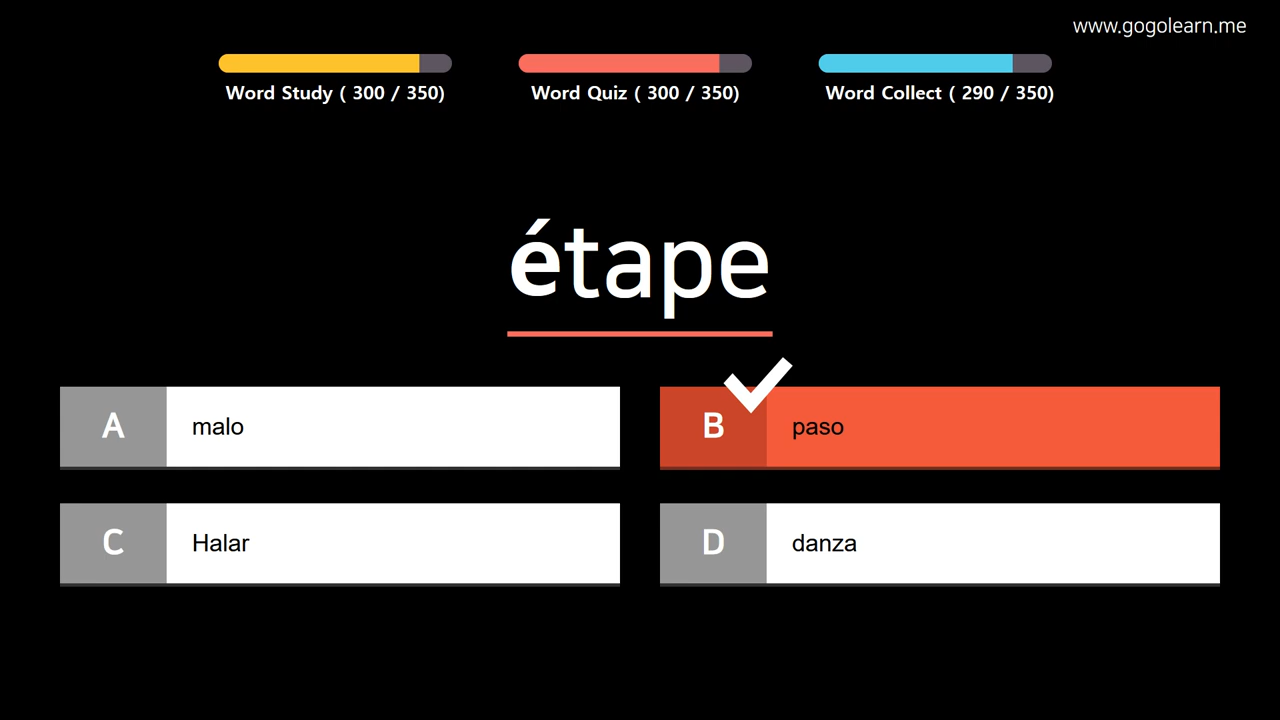 www.gogolearn.me
Word Study ( 300 / 350)
Word Quiz ( 300 / 350)
Word Collect ( 290 / 350)
étape
A malo
B paso
C Halar
D danza